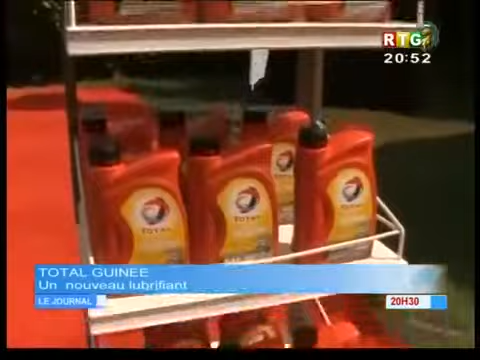 RTG
20:52
TOTAL
TOTAL
TOTAL
TOTAL GUINEE
Un nouveau lubrifiant
LE JOURNAL
20H30